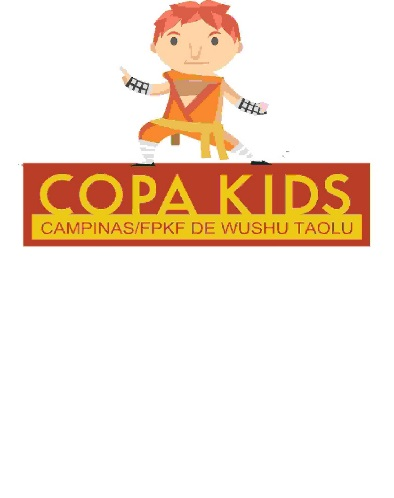 COPA KIDS
CAMPINAS/FPKF DE WUSHU TAOLU